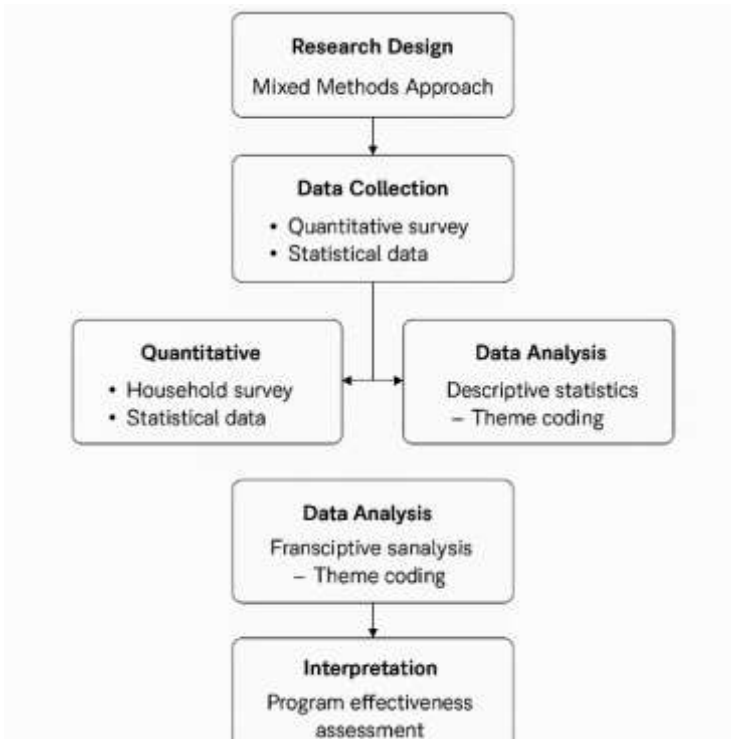 Research Design
Mixed Methods Approach
Data Collection
• Quantitative survey
• Statistical data
Quantitative
• Household survey
• Statistical data
Data Analysis
Descriptive statistics
– Theme coding
Data Analysis
Fransciptive sanalysis
– Theme coding
Interpretation
Program effectiveness
assessment